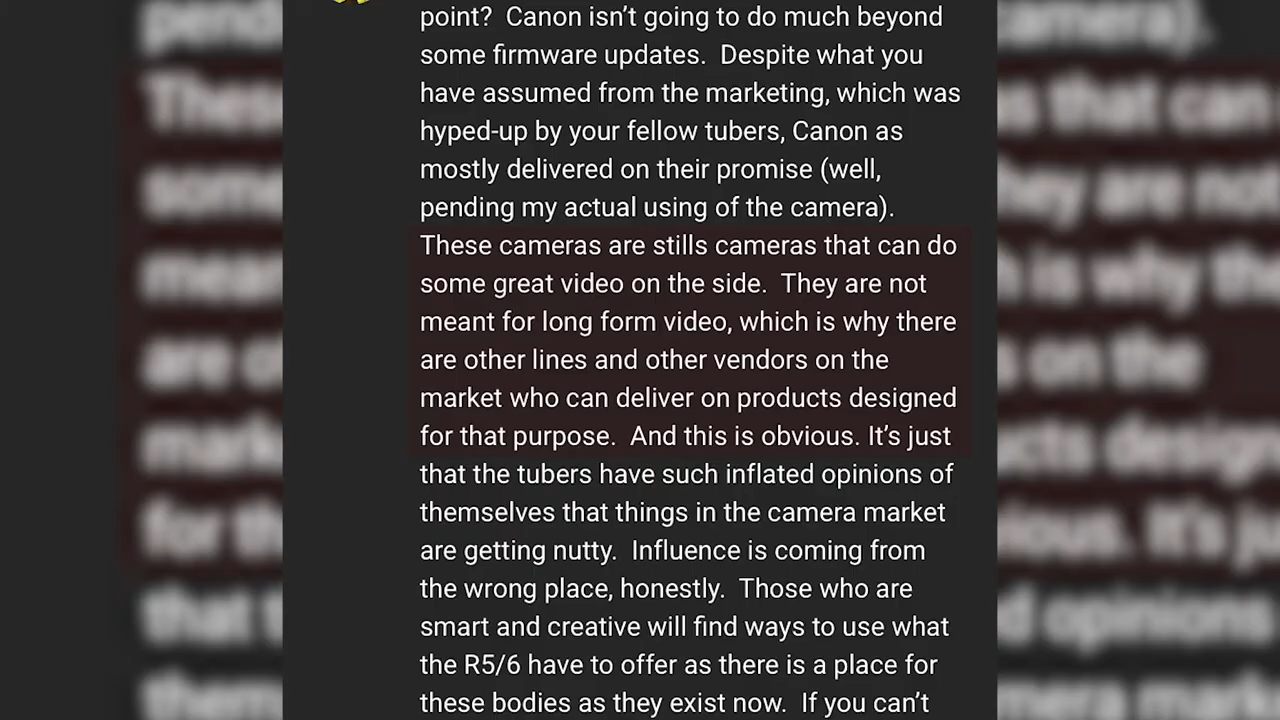 point?  Canon isn’t going to do much beyond
some firmware updates.  Despite what you
have assumed from the marketing, which was
hyped-up by your fellow tubers, Canon as
mostly delivered on their promise (well,
pending my actual using of the camera).
These cameras are stills cameras that can do
some great video on the side.  They are not
meant for long form video, which is why there
are other lines and other vendors on the
market who can deliver on products designed
for that purpose.  And this is obvious. It’s just
that the tubers have such inflated opinions of
themselves that things in the camera market
are getting nutty.  Influence is coming from
the wrong place, honestly.  Those who are
smart and creative will find ways to use what
the R5/6 have to offer as there is a place for
these bodies as they exist now.  If you can’t